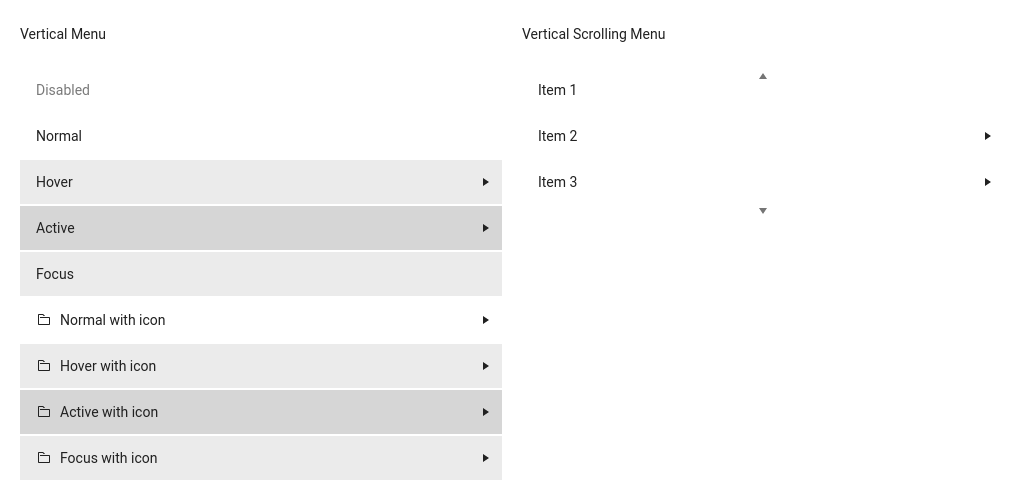 Vertical Menu
Disabled
Normal
Hover
Active
Focus
Normal with icon
Hover with icon
Active with icon
Focus with icon
Vertical Scrolling Menu
Item 1
Item 2
Item 3